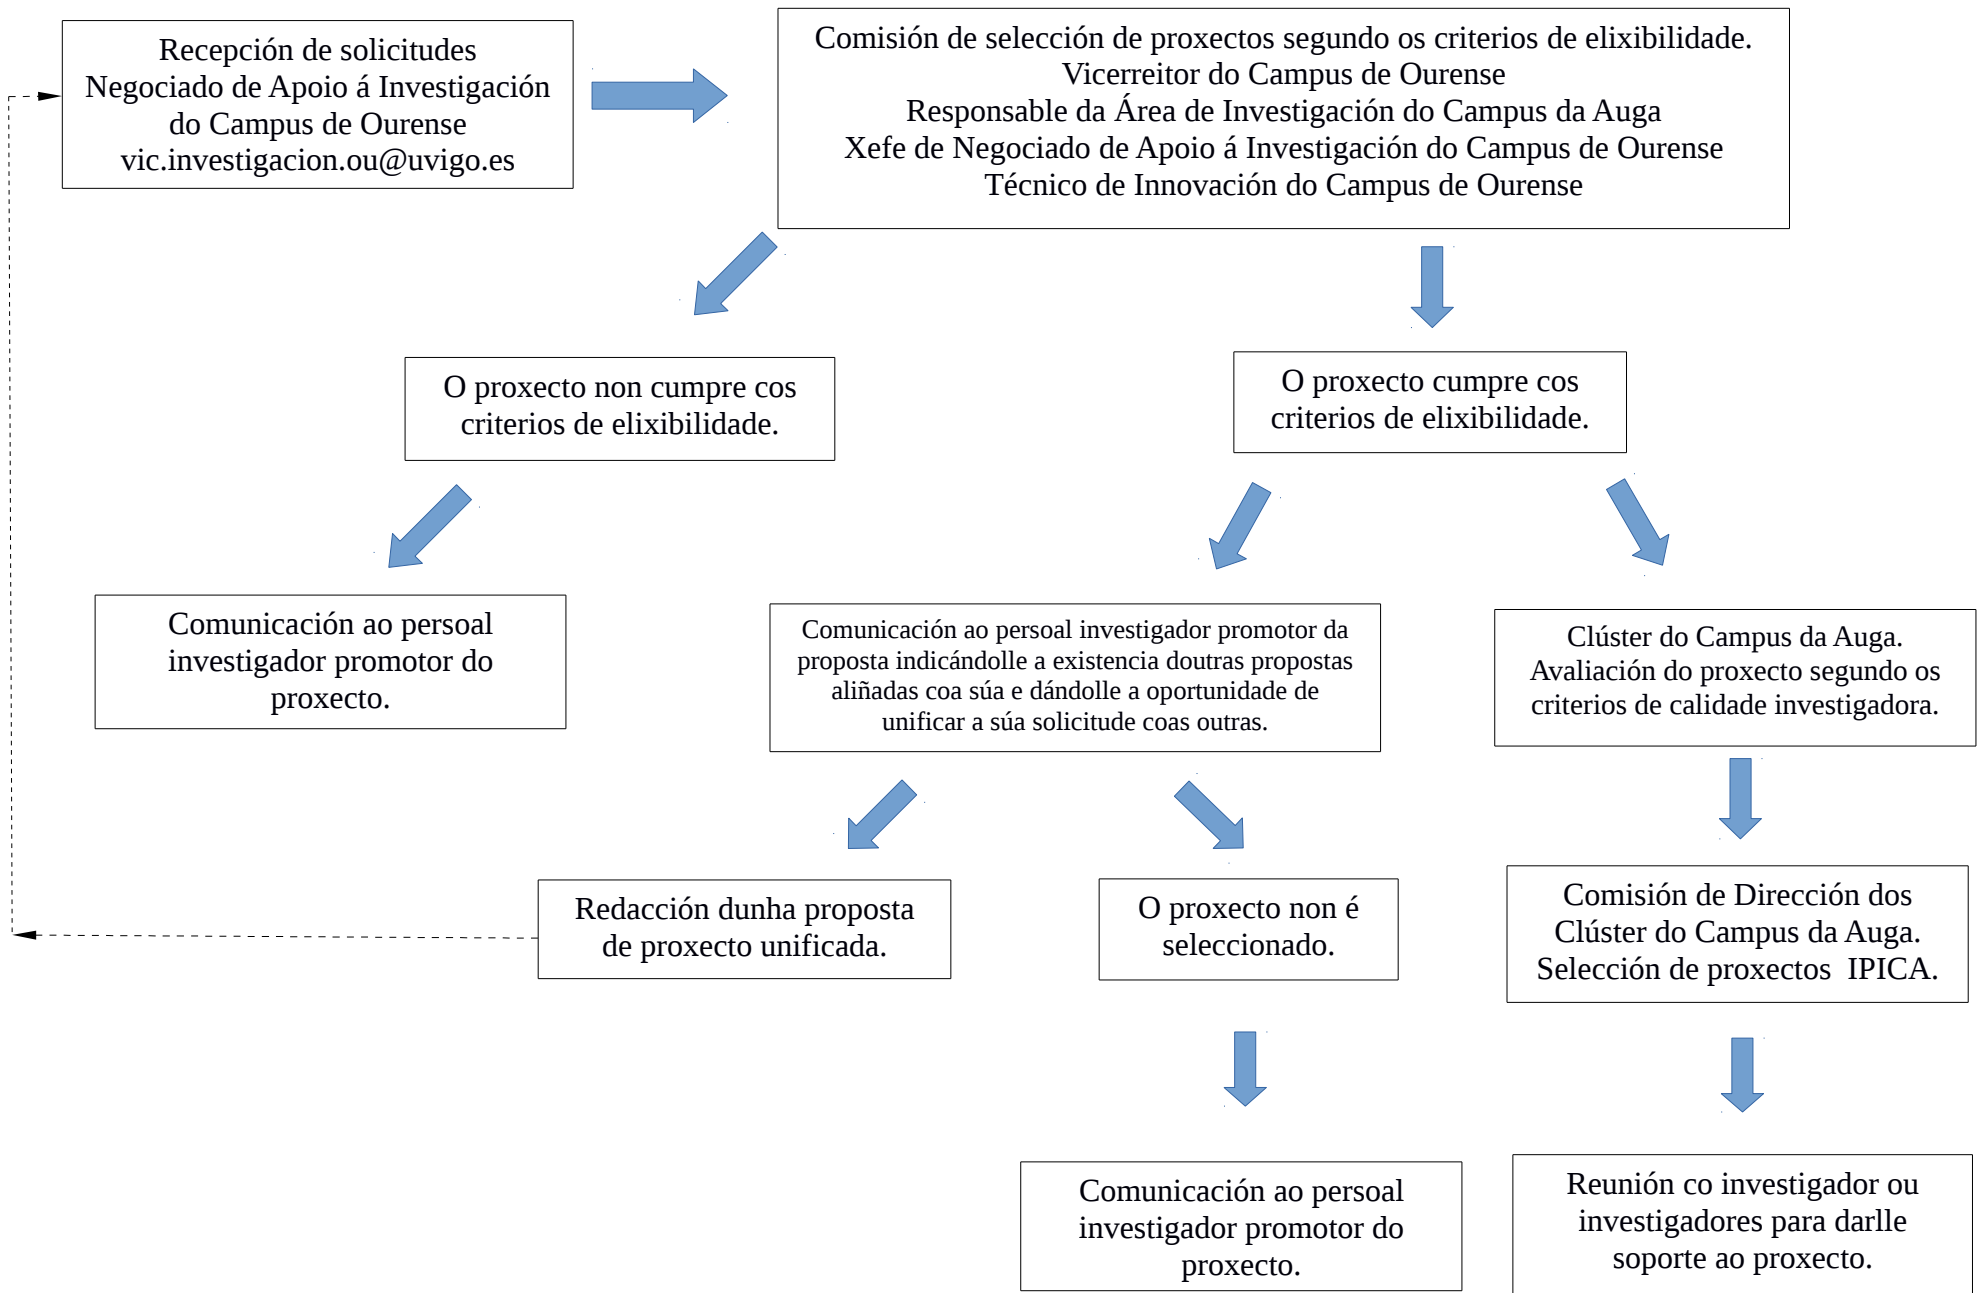 Recepción de solicitudes
Negociado de Apoio á Investigación
do Campus de Ourense
vic.investigacion.ou@uvigo.es
Comisión de selección de proxectos segundo os criterios de elixibilidade.
Vicerreitor do Campus de Ourense
Responsable da Área de Investigación do Campus da Auga
Xefe de Negociado de Apoio á Investigación do Campus de Ourense
Técnico de Innovación do Campus de Ourense
O proxecto non cumpre cos
criterios de elixibilidade.
O proxecto cumpre cos
criterios de elixibilidade.
Comunicación ao persoal
investigador promotor do
proxecto.
Comunicación ao persoal investigador promotor da
proposta indicándolle a existencia doutras propostas
aliñadas coa súa e dándolle a oportunidade de
unificar a súa solicitude coas outras.
Clúster do Campus da Auga.
Avaliación do proxecto segundo os
criterios de calidade investigadora.
Redacción dunha proposta
de proxecto unificada.
O proxecto non é
seleccionado.
Comisión de Dirección dos
Clúster do Campus da Auga.
Selección de proxectos  IPICA.
Comunicación ao persoal
investigador promotor do
proxecto.
Reunión co investigador ou
investigadores para darlle
soporte ao proxecto.